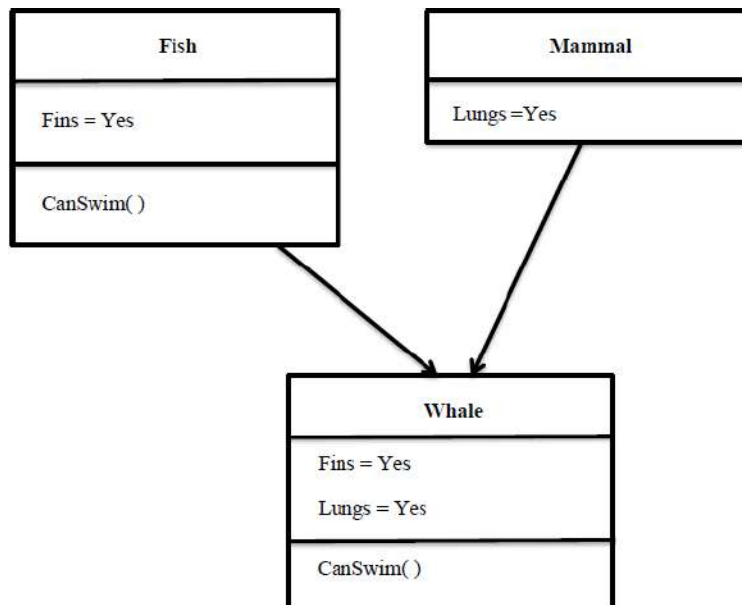 Fish
Fins = Yes
CanSwim( )
Mammal
Lungs =Yes
Whale
Fins = Yes
Lungs = Yes
CanSwim( )